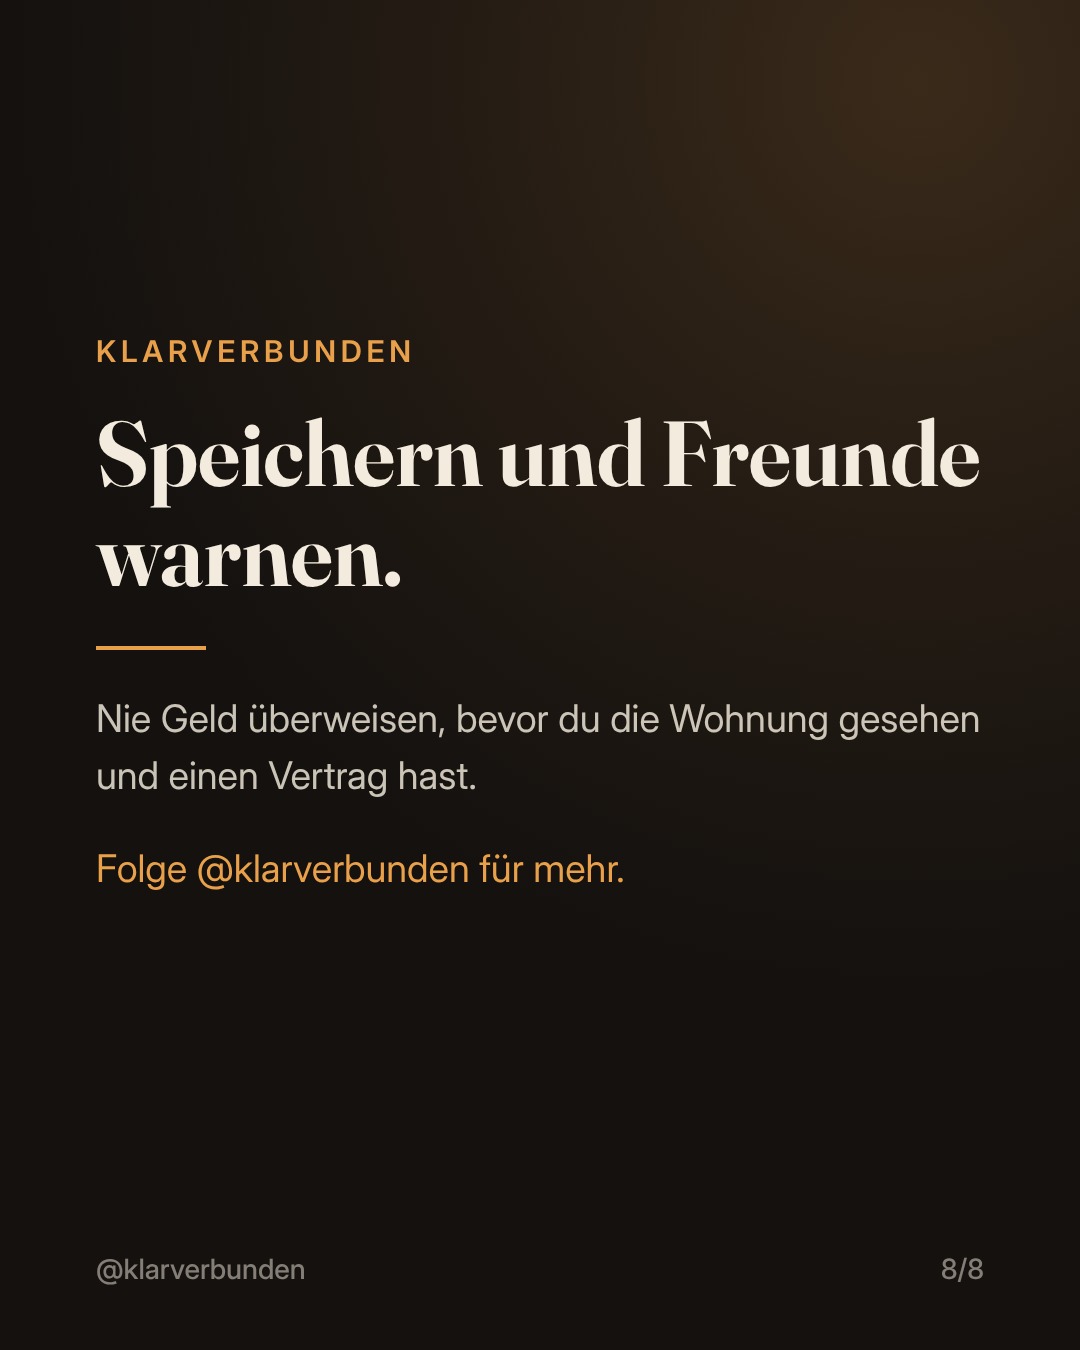 KLARVERBUNDEN
Speichern und Freunde
warnen.
Nie Geld überweisen, bevor du die Wohnung gesehen
und einen Vertrag hast.
Folge @klarverbunden für mehr.
@klarverbunden
8/8